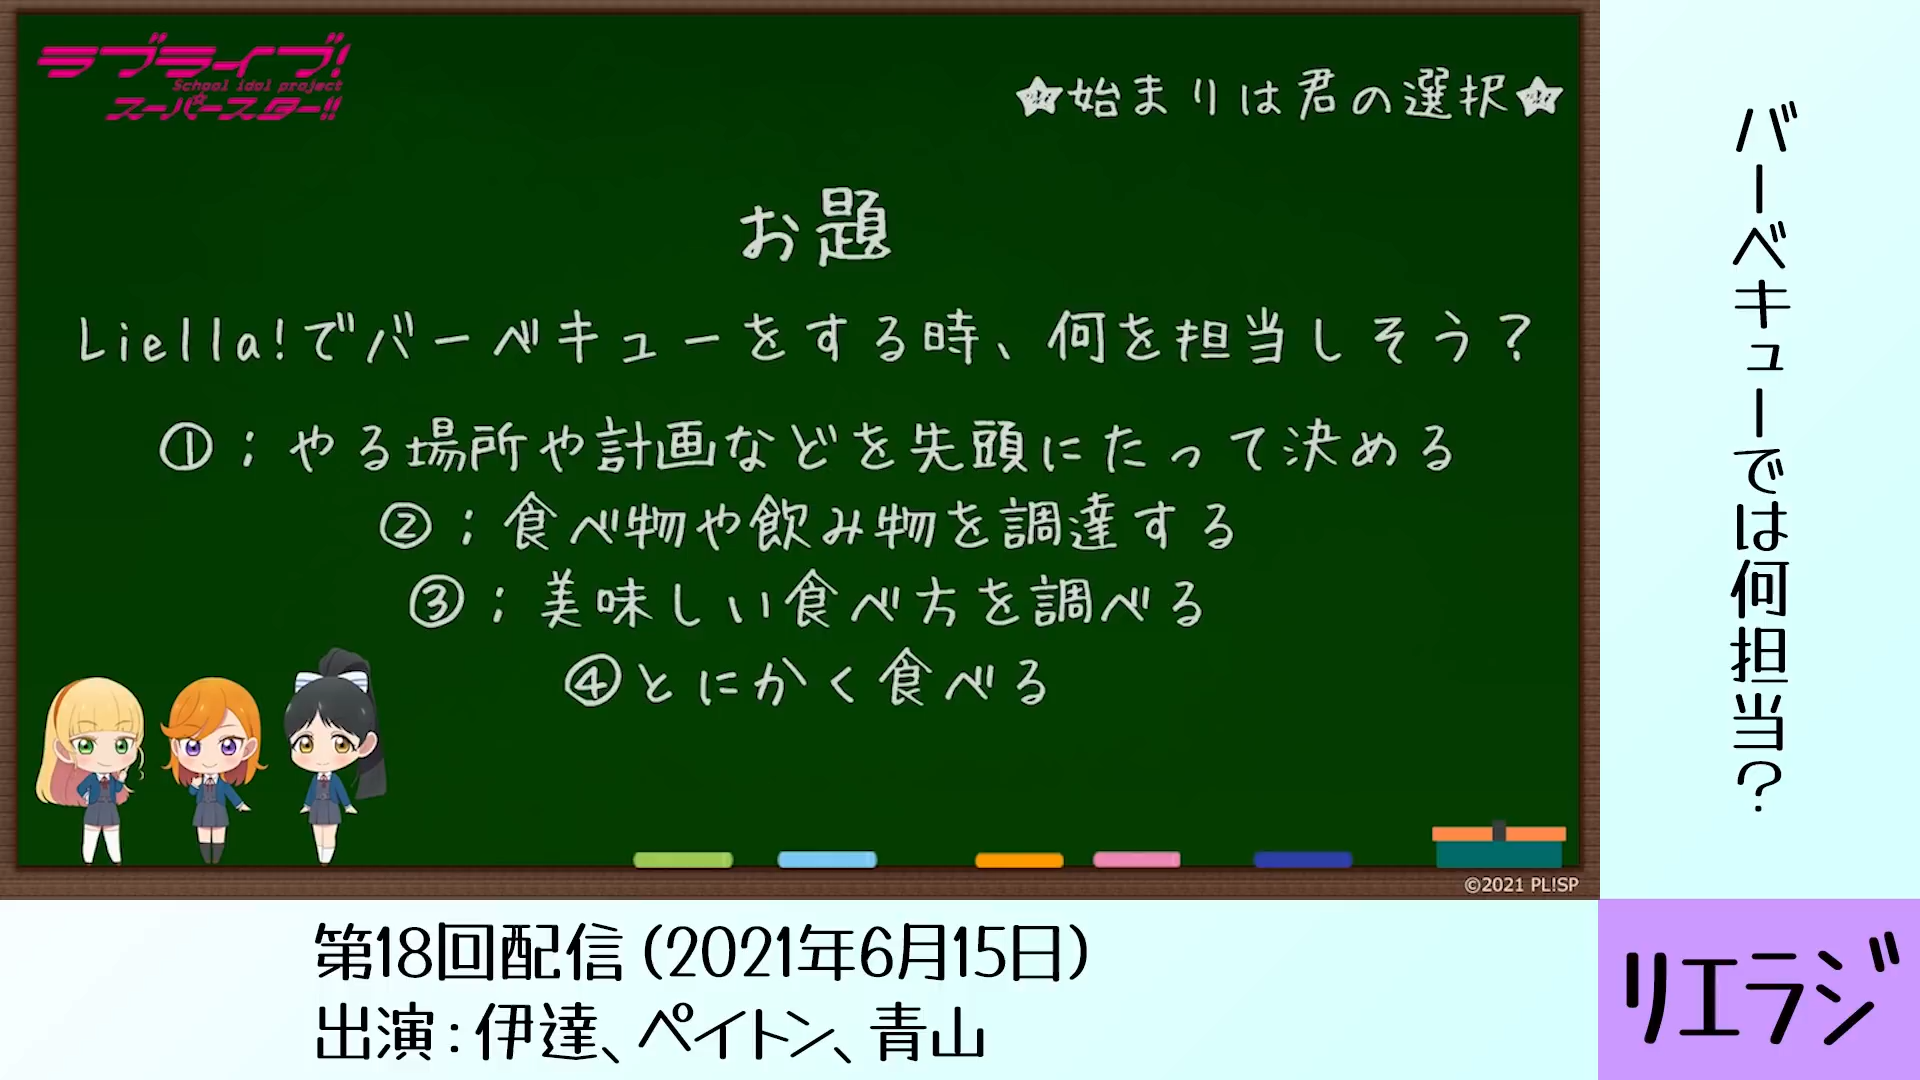 ラブライブ!
School idol project
スーパースター!!
★始まりは君の選択★
お題
Liella!でバーベキューをする時、何を担当しそう?
①;やる場所や計画などを先頭にたって決める
②;食べ物や飲み物を調達する
③;美味しい食べ方を調べる
④とにかく食べる
©2021 PL!SP
バーベキューでは何担当?
第18回配信(2021年6月15日)
出演:伊達、ペイトン、青山
リエラジ